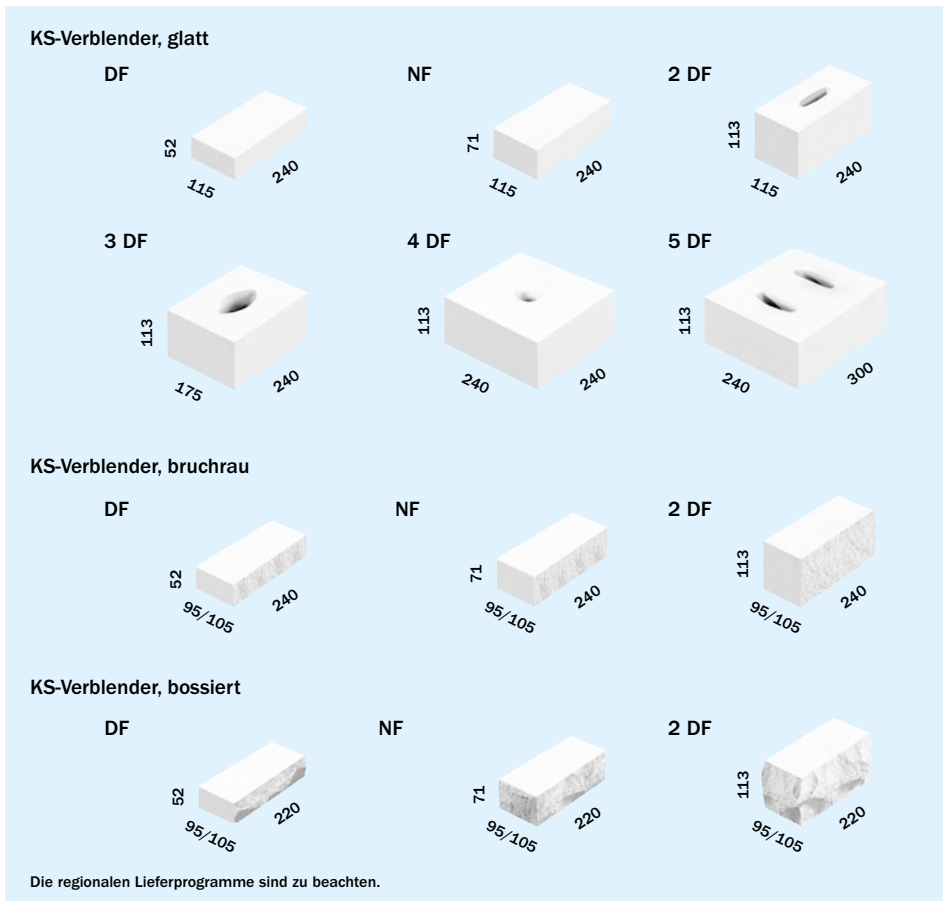 KS-Verblender, glatt
DF
NF
2 DF
52
115
240
71
115
240
113
115
240
3 DF
4 DF
5 DF
113
175
240
113
240
240
113
240
300
KS-Verblender, bruchrau
DF
NF
2 DF
52
95/105
240
71
95/105
240
113
95/105
240
KS-Verblender, bossiert
DF
NF
2 DF
52
95/105
220
71
95/105
220
113
95/105
220
Die regionalen Lieferprogramme sind zu beachten.